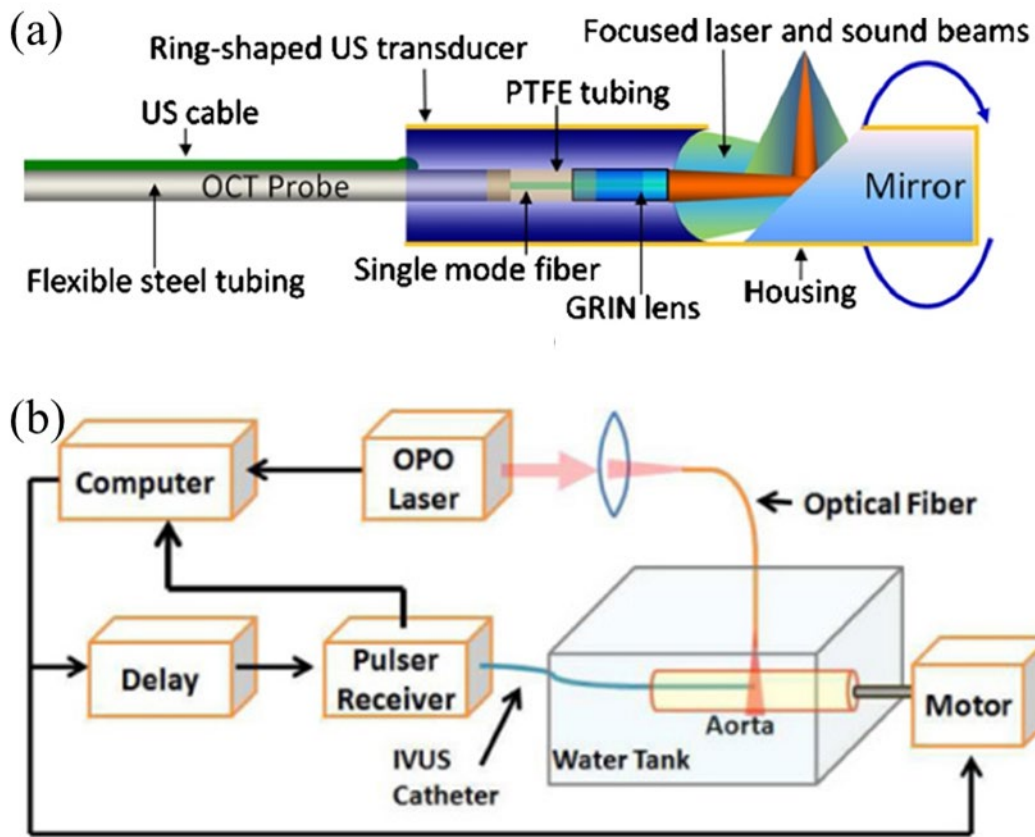 (a)
Ring-shaped US transducer
Focused laser and sound beams
PTFE tubing
US cable
OCT Probe
Mirror
Flexible steel tubing
Single mode fiber
GRIN lens
Housing
(b)
Computer
OPO
Laser
Optical Fiber
Delay
Pulser
Receiver
Motor
Aorta
IVUS
Catheter
Water Tank